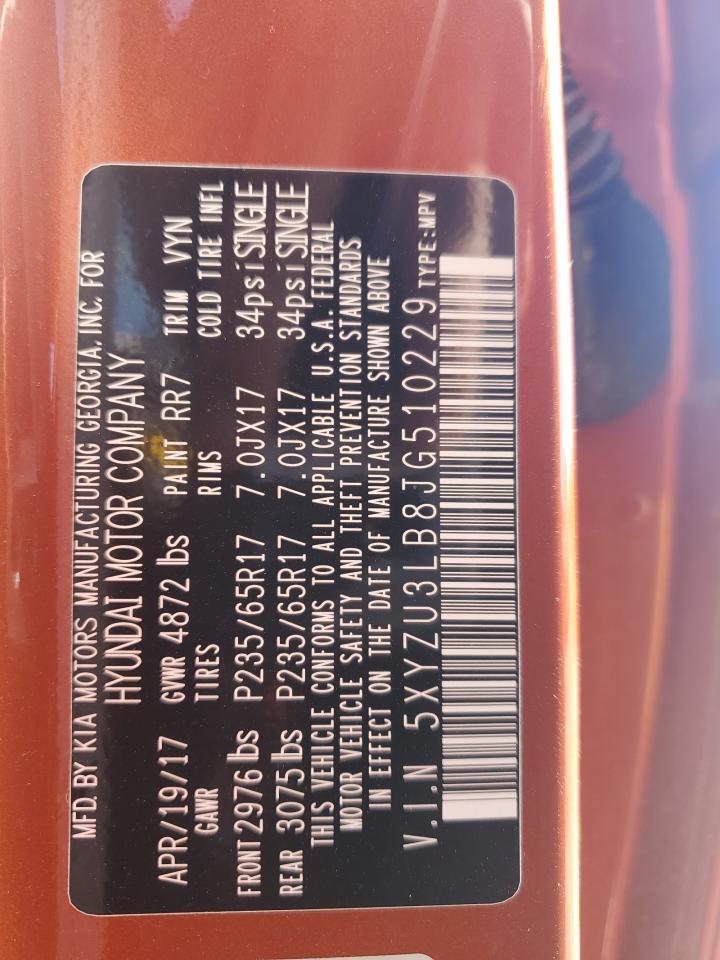 MFD. BY KIA MOTORS MANUFACTURING GEORGIA, INC. FOR
HYUNDAI MOTOR COMPANY
APR/19/17 GVWR 4872 lbs PAINT RR7 TRIM VYN
GAWR TIRES RIMS COLD TIRE INFL
FRONT 2976 lbs P235/65R17 7.0JX17 34psi SINGLE
REAR 3075 lbs P235/65R17 7.0JX17 34psi SINGLE
THIS VEHICLE CONFORMS TO ALL APPLICABLE U.S.A. FEDERAL
MOTOR VEHICLE SAFETY AND THEFT PREVENTION STANDARDS
IN EFFECT ON THE DATE OF MANUFACTURE SHOWN ABOVE
V.I.N 5XYZU3LB8JG510229 TYPE:MPV